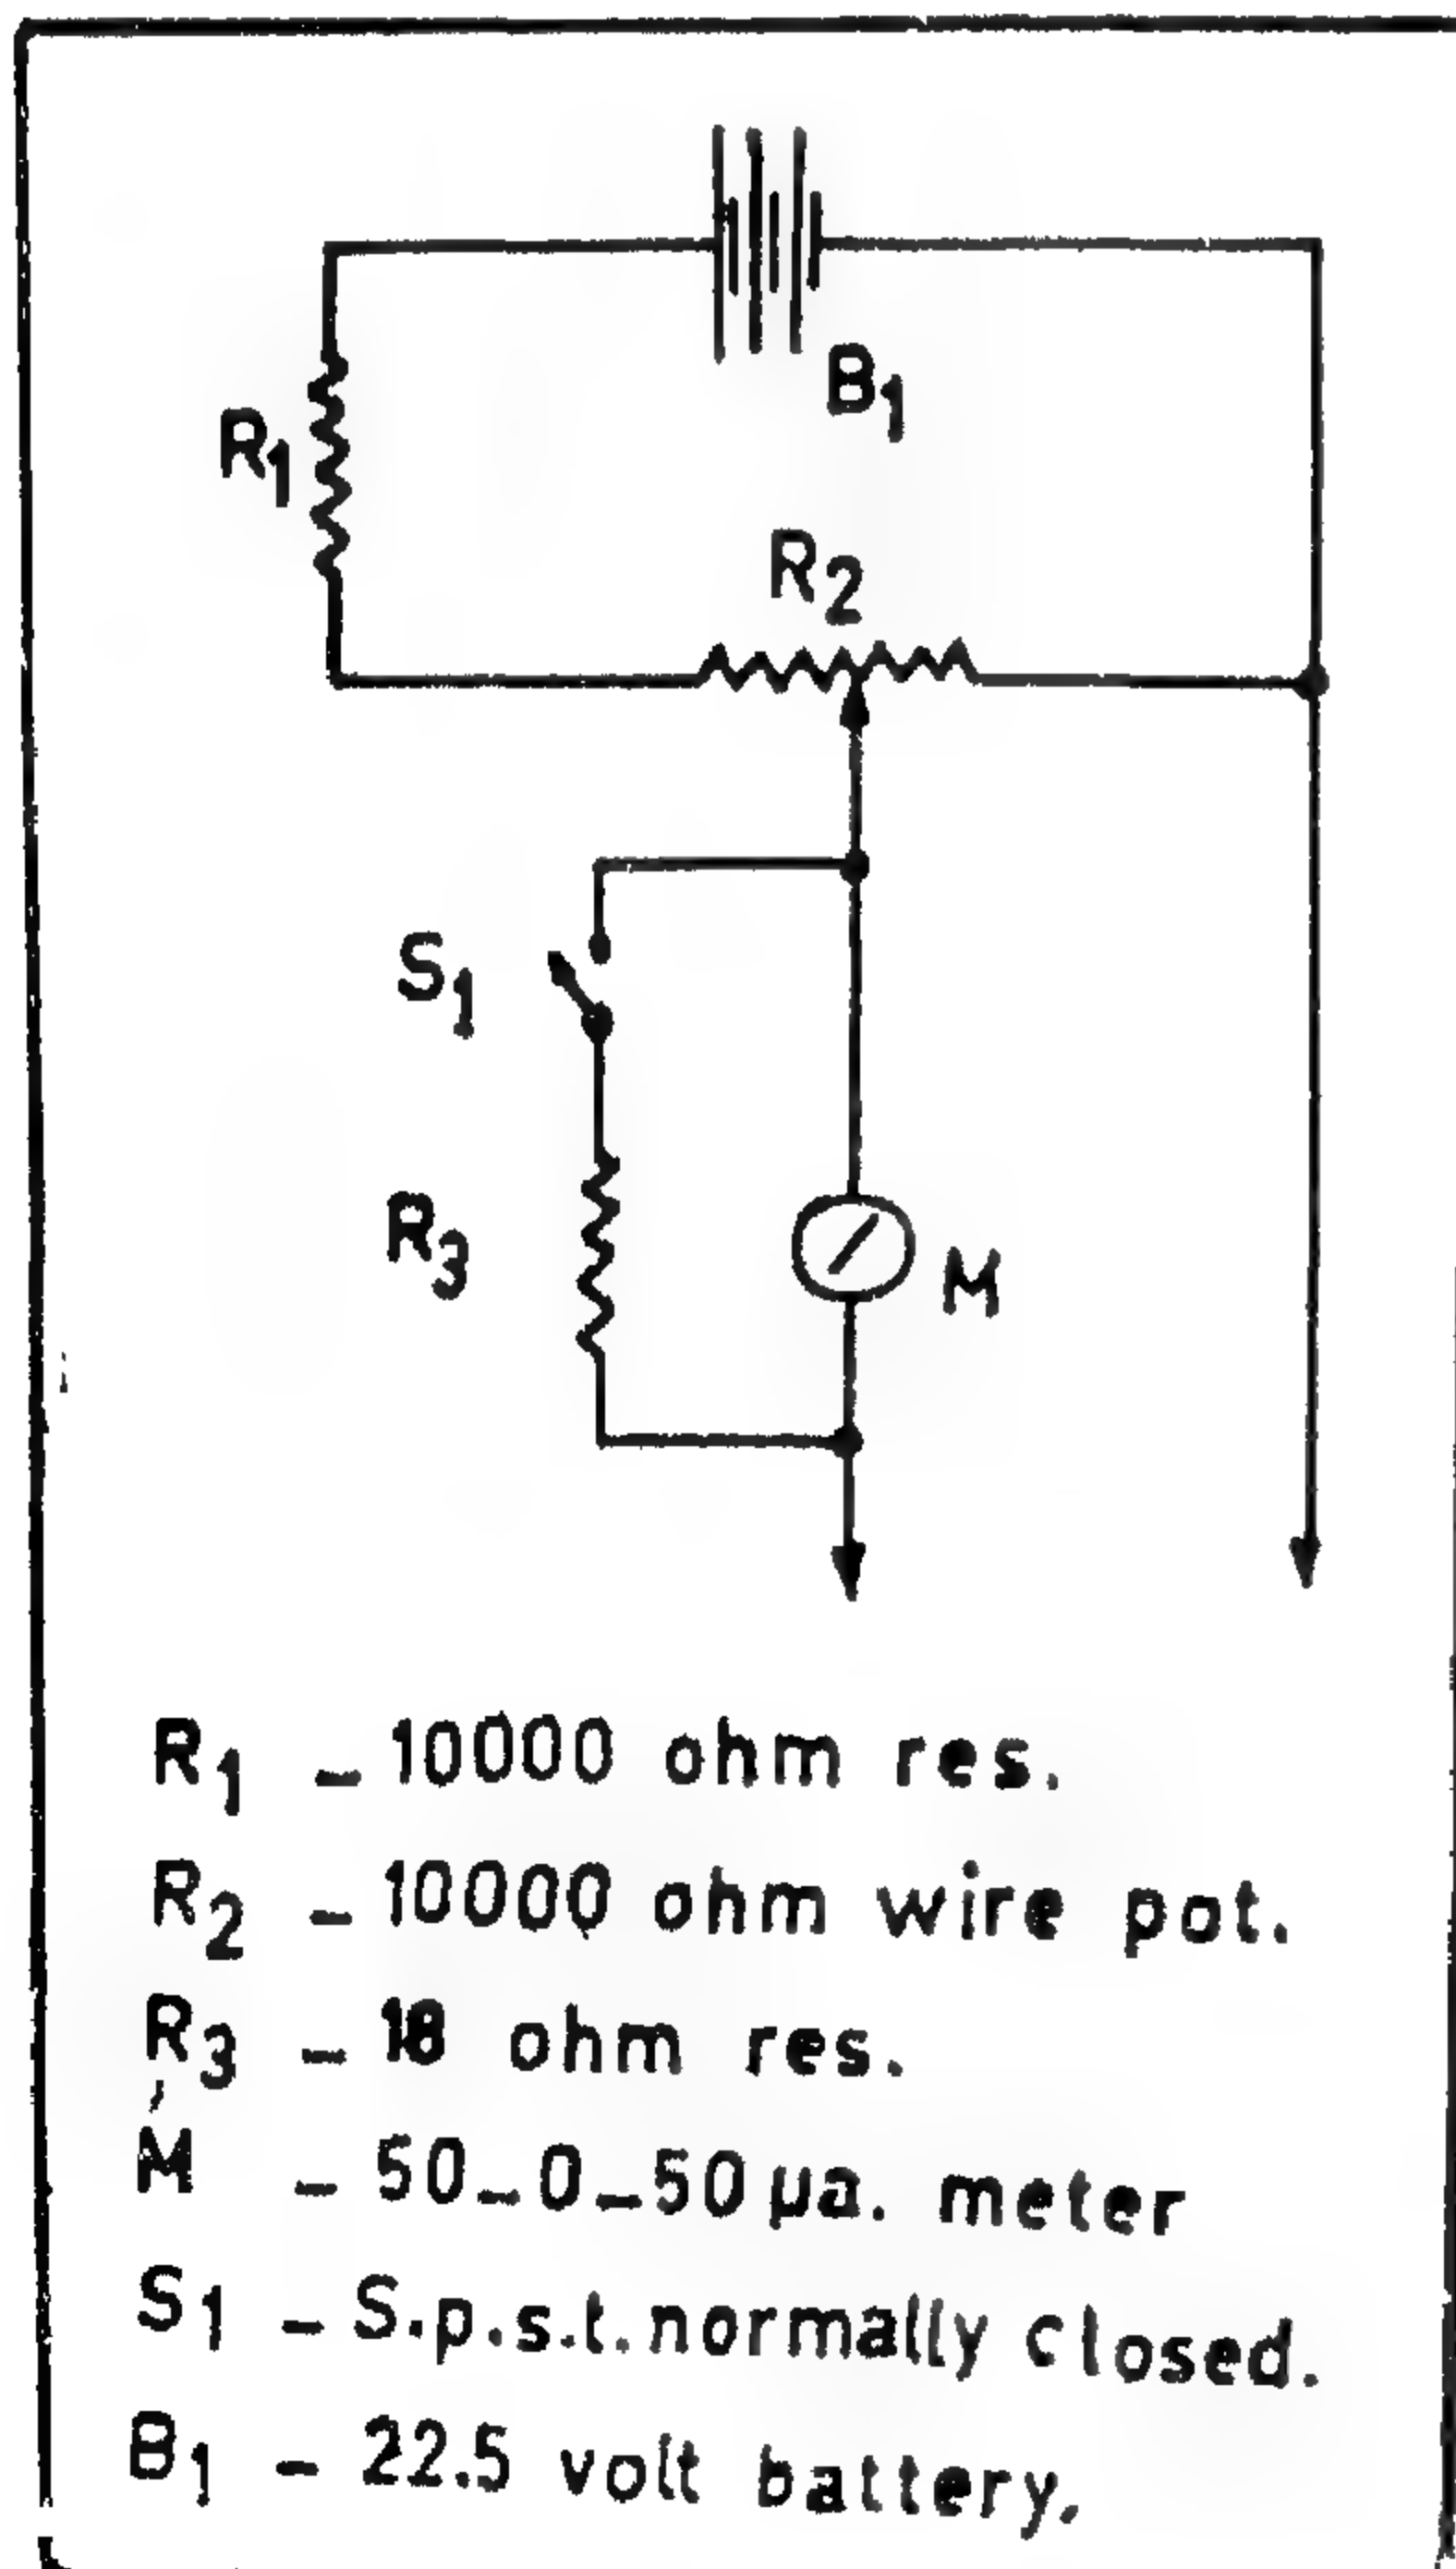 B1
R1
R2
S1
R3
M
R1 - 10000 ohm res.
R2 - 10000 ohm wire pot.
R3 - 18 ohm res.
M - 50-0-50 µa. meter
S1 - S.p.s.t. normally closed.
B1 - 22.5 volt battery.